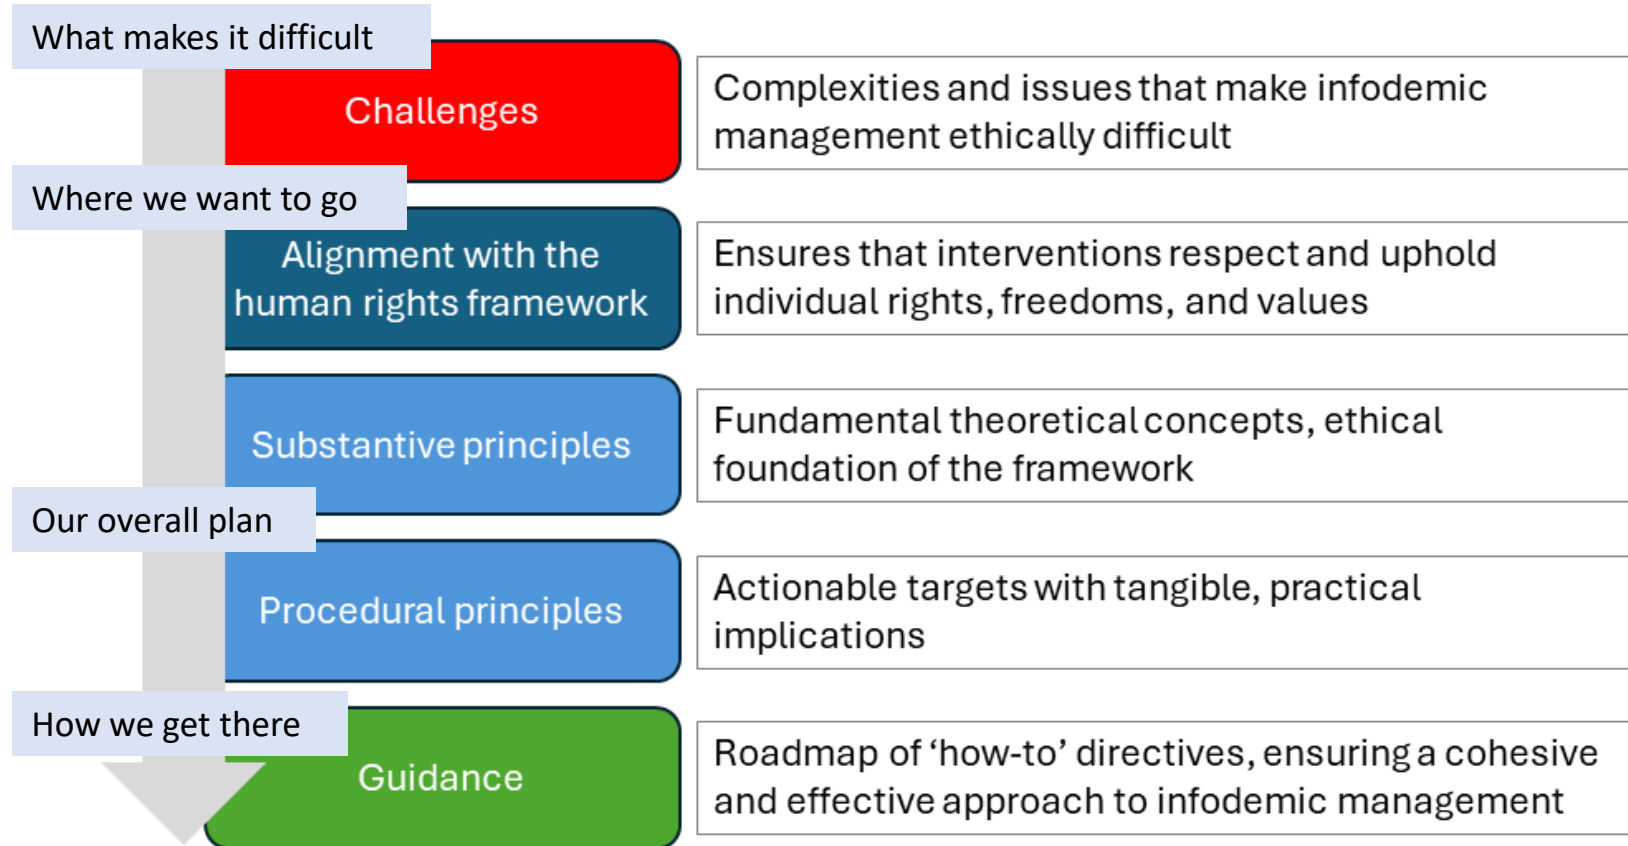 What makes it difficult
Challenges
Complexities and issues that make infodemic
management ethically difficult
Where we want to go
Alignment with the
human rights framework
Ensures that interventions respect and uphold
individual rights, freedoms, and values
Substantive principles
Fundamental theoretical concepts, ethical
foundation of the framework
Our overall plan
Procedural principles
Actionable targets with tangible, practical
implications
How we get there
Guidance
Roadmap of ‘how-to’ directives, ensuring a cohesive
and effective approach to infodemic management